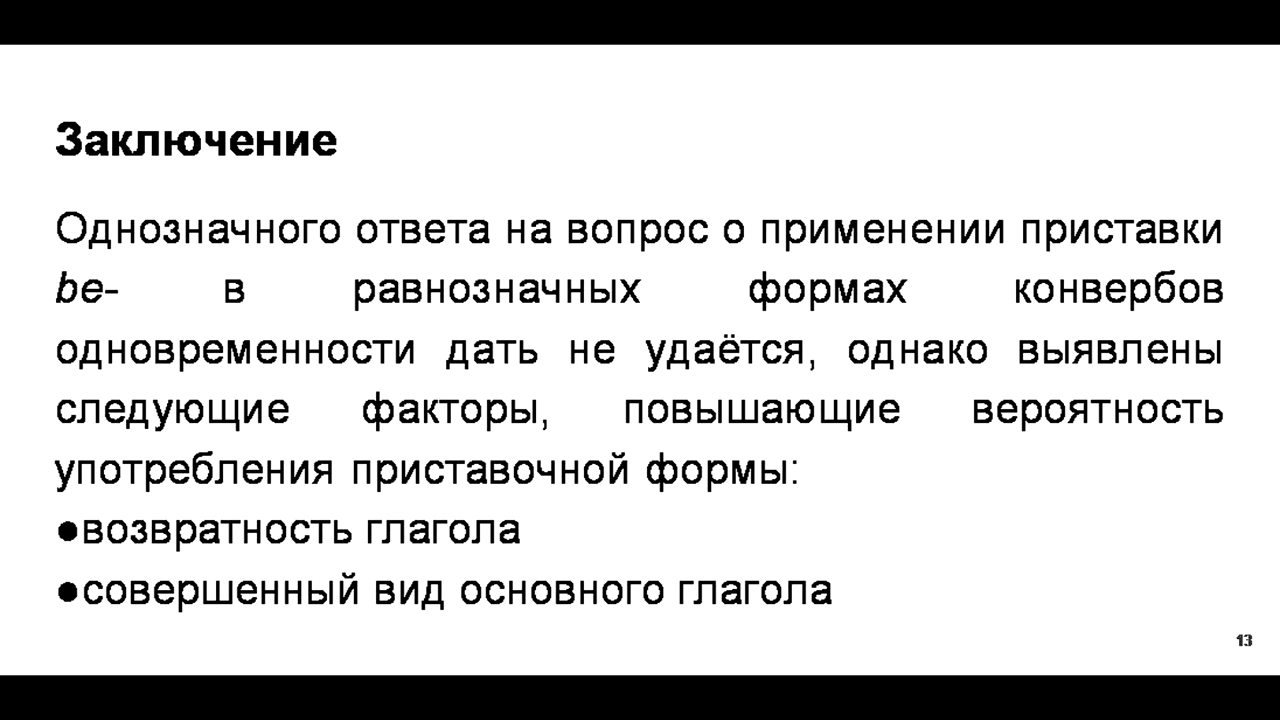 Заключение
Однозначного ответа на вопрос о применении приставки
be- в равнозначных формах конвербов
одновременности дать не удаётся, однако выявлены
следующие факторы, повышающие вероятность
употребления приставочной формы:
●возвратность глагола
●совершенный вид основного глагола
13